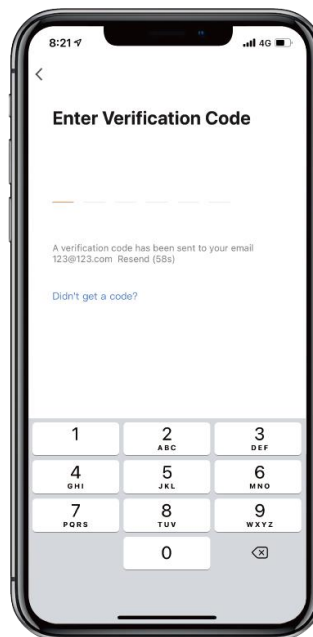 8:21
4G
Enter Verification Code
A verification code has been sent to your email
123@123.com Resend (58s)
Didn't get a code?
1
2
ABC
3
DEF
4
GHI
5
JKL
6
MNO
7
PQRS
8
TUV
9
WXYZ
0